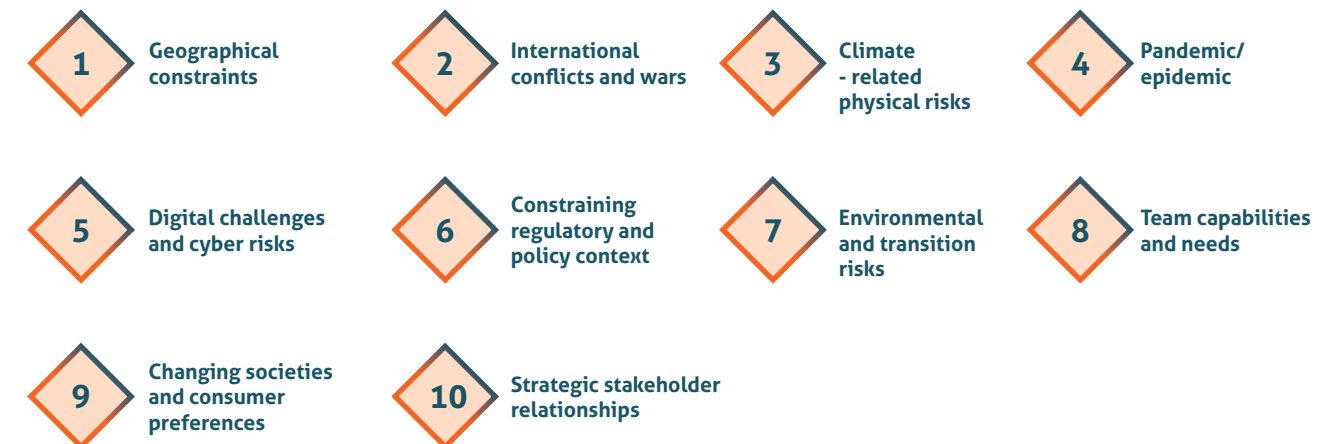 1
Geographical
constraints
2
International
conflicts and wars
3
Climate
- related
physical risks
4
Pandemic/
epidemic
5
Digital challenges
and cyber risks
6
Constraining
regulatory and
policy context
7
Environmental
and transition
risks
8
Team capabilities
and needs
9
Changing societies
and consumer
preferences
10
Strategic stakeholder
relationships